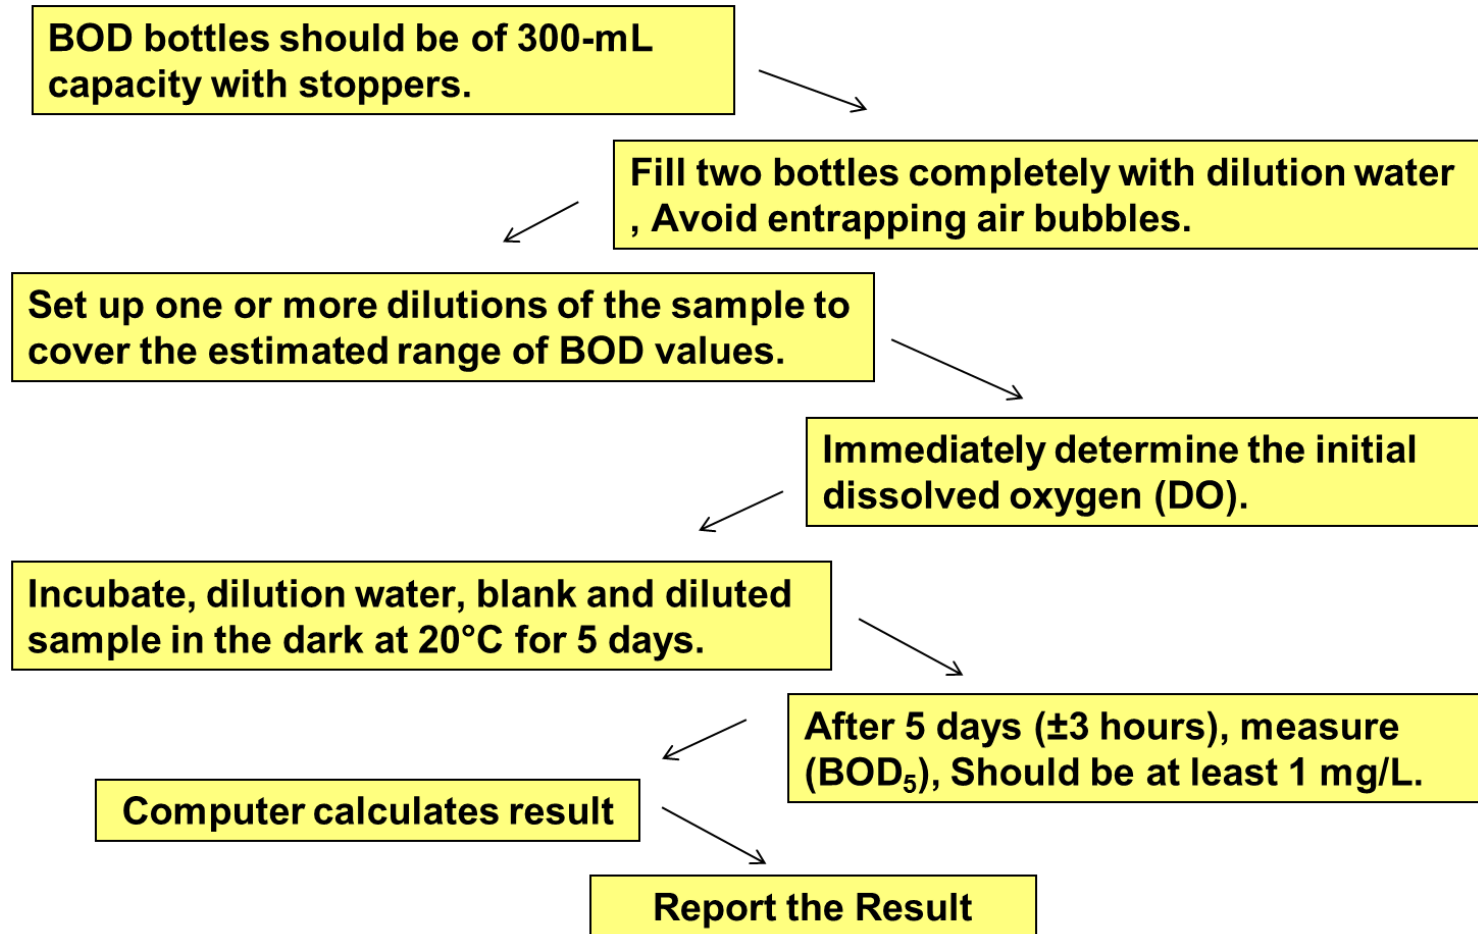 BOD bottles should be of 300-mL
capacity with stoppers.
Fill two bottles completely with dilution water
, Avoid entrapping air bubbles.
Set up one or more dilutions of the sample to
cover the estimated range of BOD values.
Immediately determine the initial
dissolved oxygen (DO).
Incubate, dilution water, blank and diluted
sample in the dark at 20°C for 5 days.
After 5 days (±3 hours), measure
(BOD₅), Should be at least 1 mg/L.
Computer calculates result
Report the Result